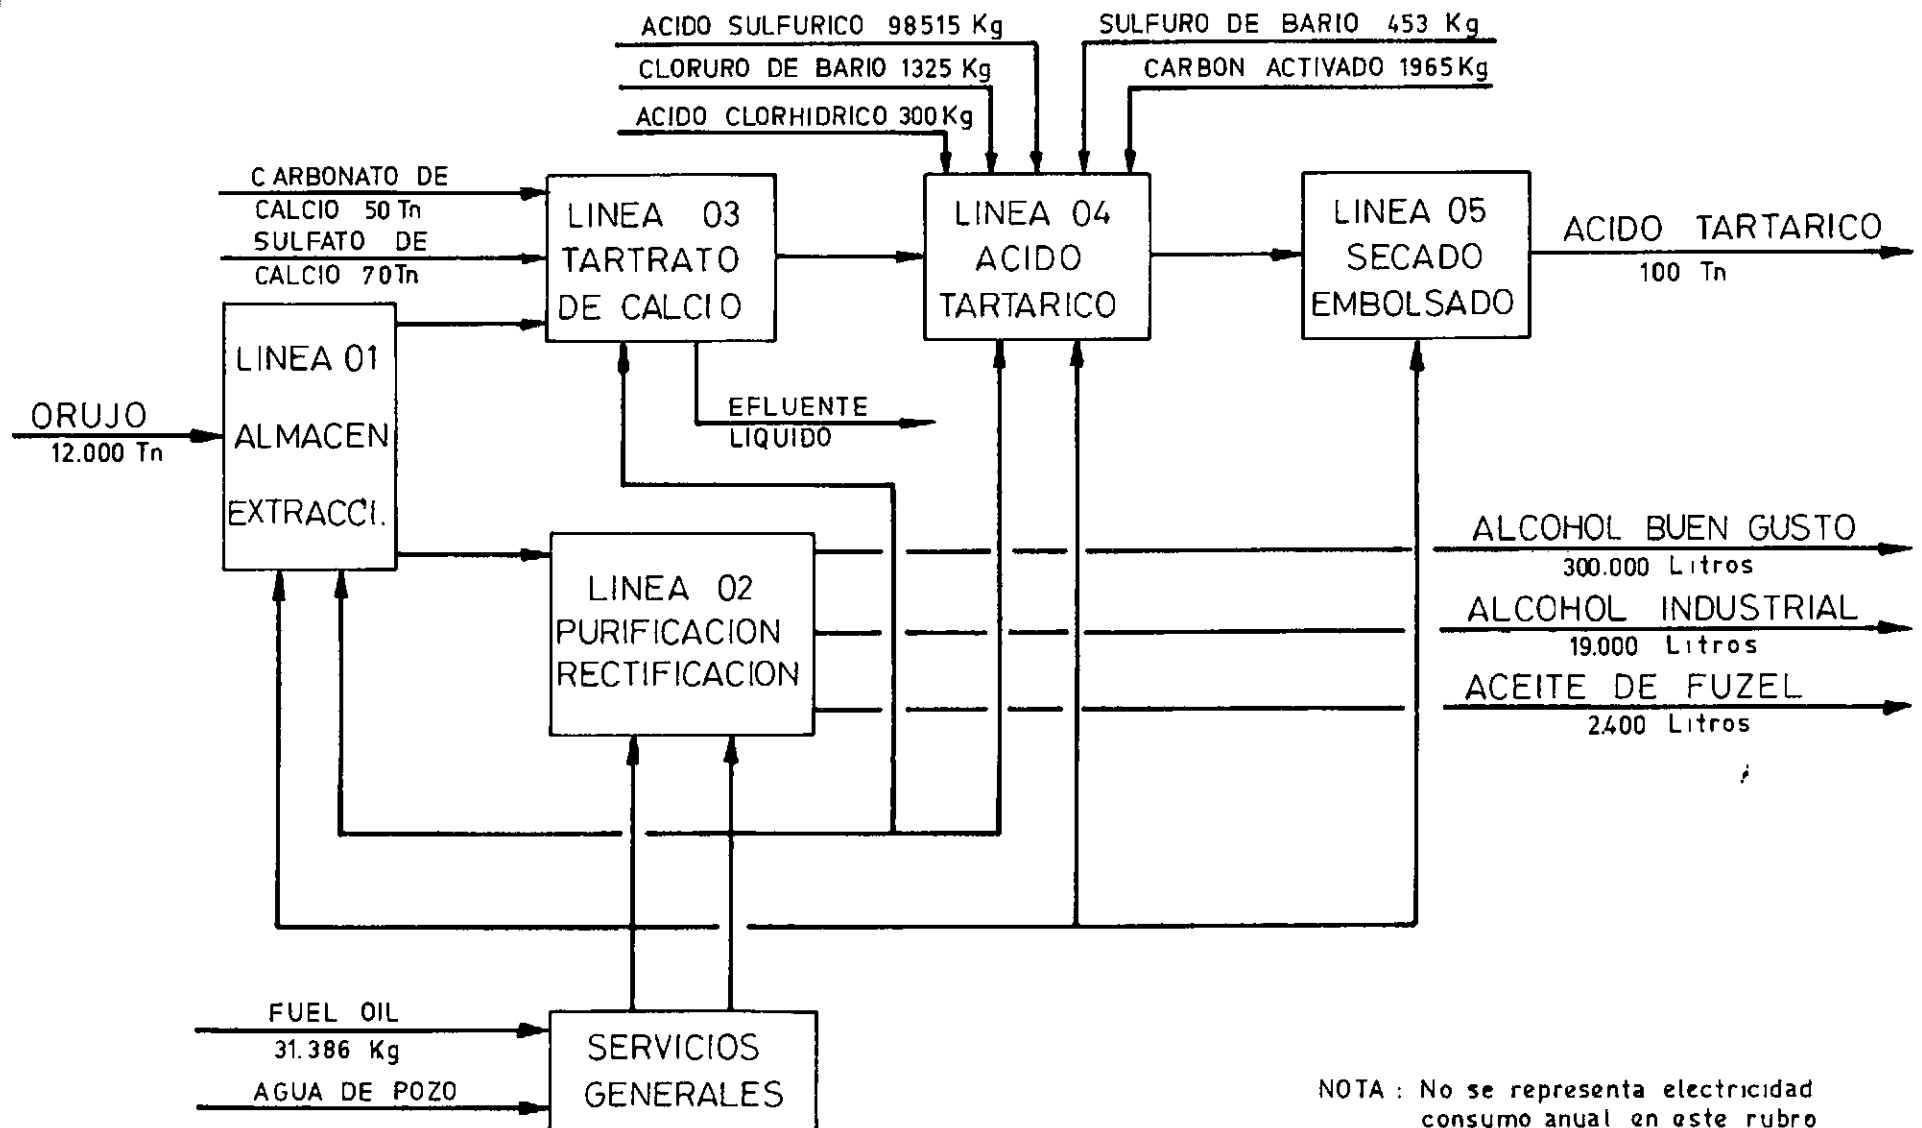 ACIDO SULFURICO 98515 Kg
CLORURO DE BARIO 1325 Kg
ACIDO CLORHIDRICO 300 Kg
SULFURO DE BARIO 453 Kg
CARBON ACTIVADO 1965 Kg
CARBONATO DE
CALCIO 50 Tn
SULFATO DE
CALCIO 70 Tn
LINEA 03
TARTRATO
DE CALCIO
LINEA 04
ACIDO
TARTARICO
LINEA 05
SECADO
EMBOLSADO
ACIDO TARTARICO
100 Tn
ORUJO
12.000 Tn
LINEA 01
ALMACEN
EXTRACCI.
EFLUENTE
LIQUIDO
LINEA 02
PURIFICACION
RECTIFICACION
ALCOHOL BUEN GUSTO
300.000 Litros
ALCOHOL INDUSTRIAL
19.000 Litros
ACEITE DE FUZEL
2.400 Litros
FUEL OIL
31.386 Kg
AGUA DE POZO
SERVICIOS
GENERALES
NOTA : No se representa electricidad
consumo anual en este rubro